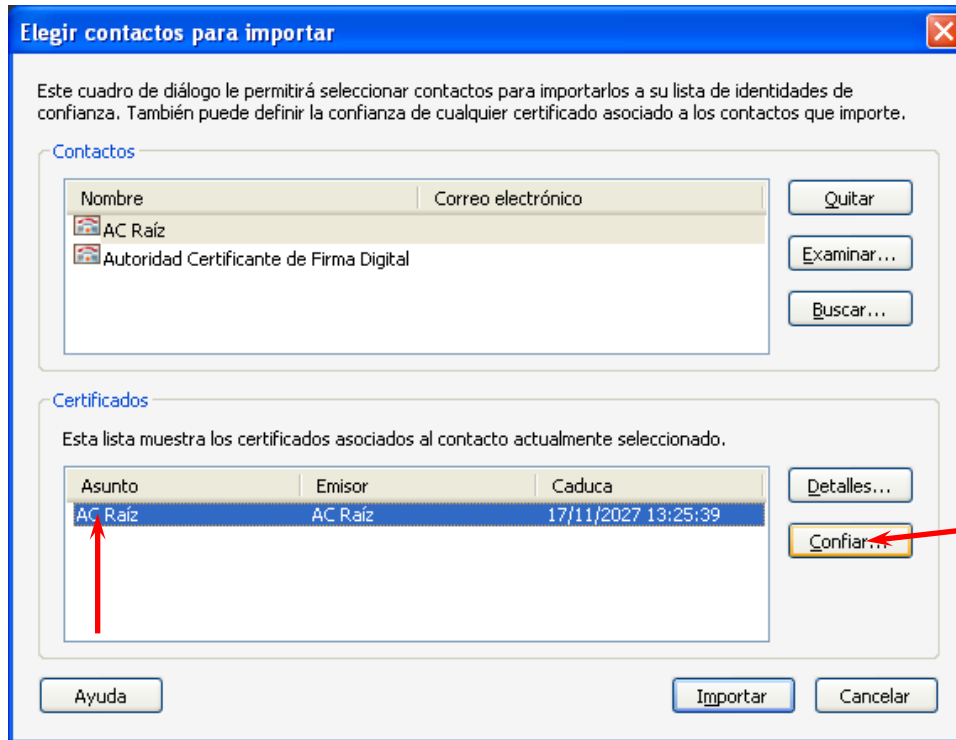 Elegir contactos para importar
Este cuadro de diálogo le permitirá seleccionar contactos para importarlos a su lista de identidades de
confianza. También puede definir la confianza de cualquier certificado asociado a los contactos que importe.
Contactos
Nombre Correo electrónico
AC Raíz
Autoridad Certificante de Firma Digital
Quitar
Examinar...
Buscar...
Certificados
Esta lista muestra los certificados asociados al contacto actualmente seleccionado.
Asunto Emisor Caduca
AC Raíz AC Raíz 17/11/2027 13:25:39
Detalles...
Confiar...
Ayuda Importar Cancelar